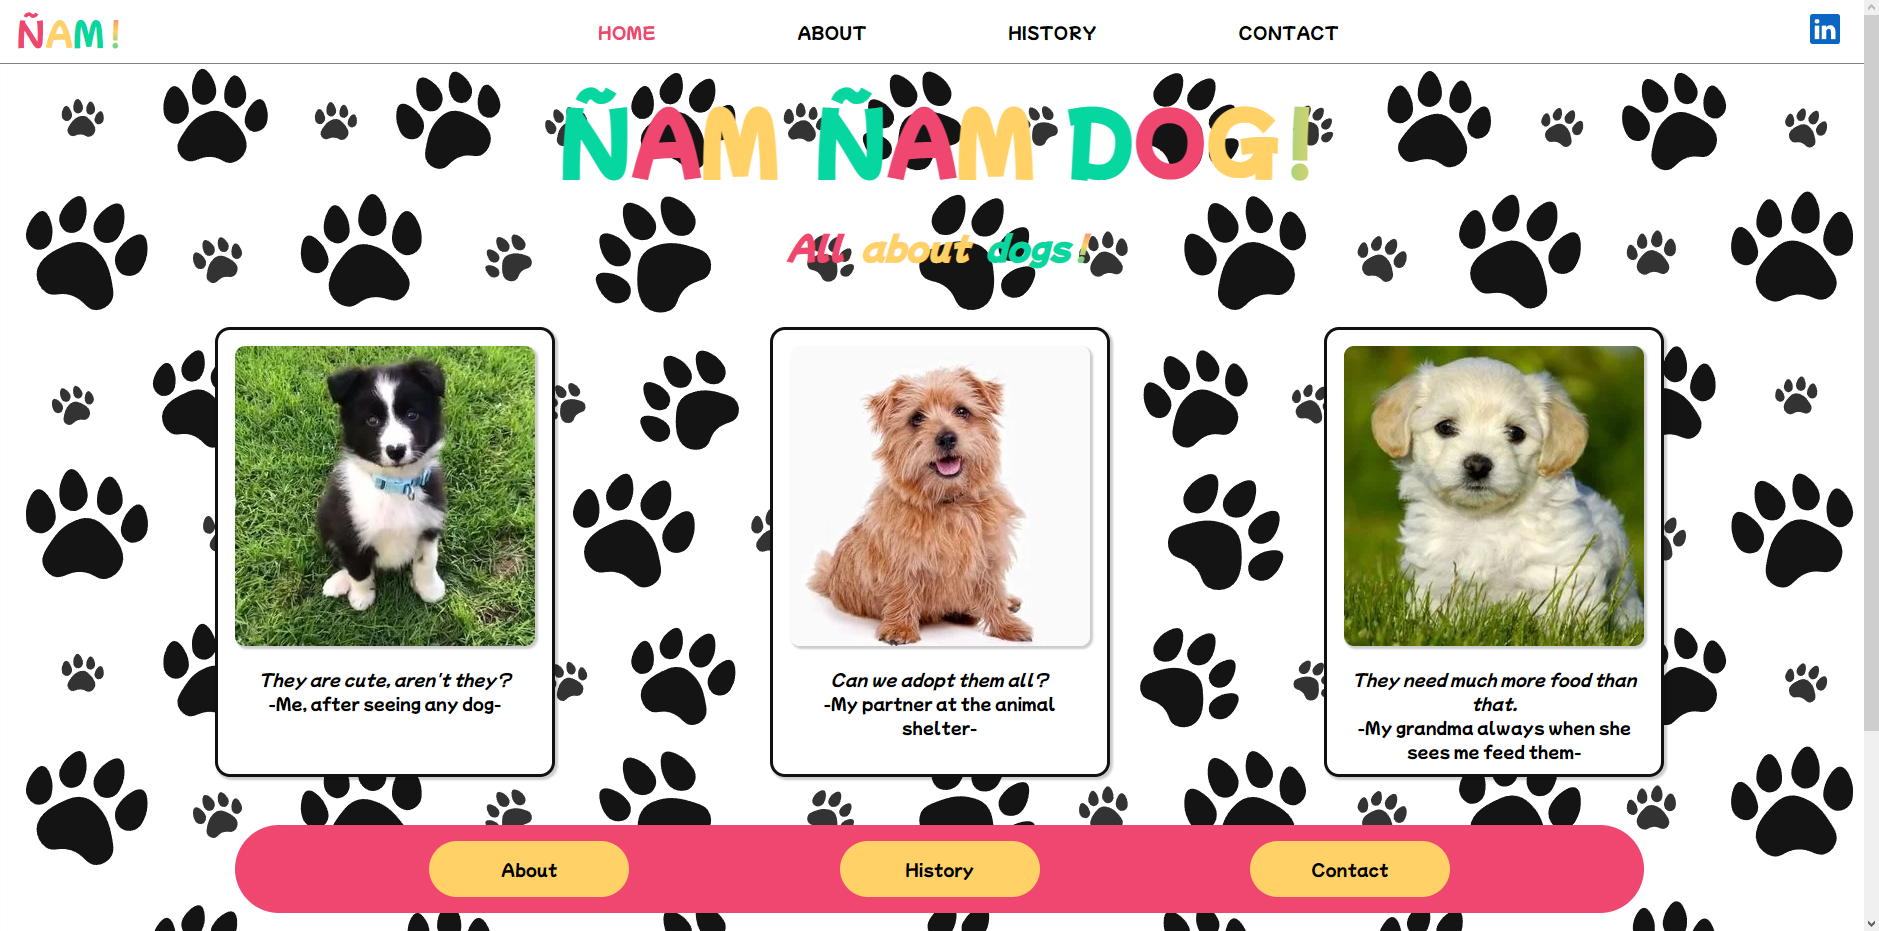 ÑAM!
HOME
ABOUT
HISTORY
CONTACT
in
ÑAM ÑAM DOG!
All about dogs!
They are cute, aren't they?
-Me, after seeing any dog-
Can we adopt them all?
-My partner at the animal
shelter-
They need much more food than
that.
-My grandma always when she
sees me feed them-
About
History
Contact